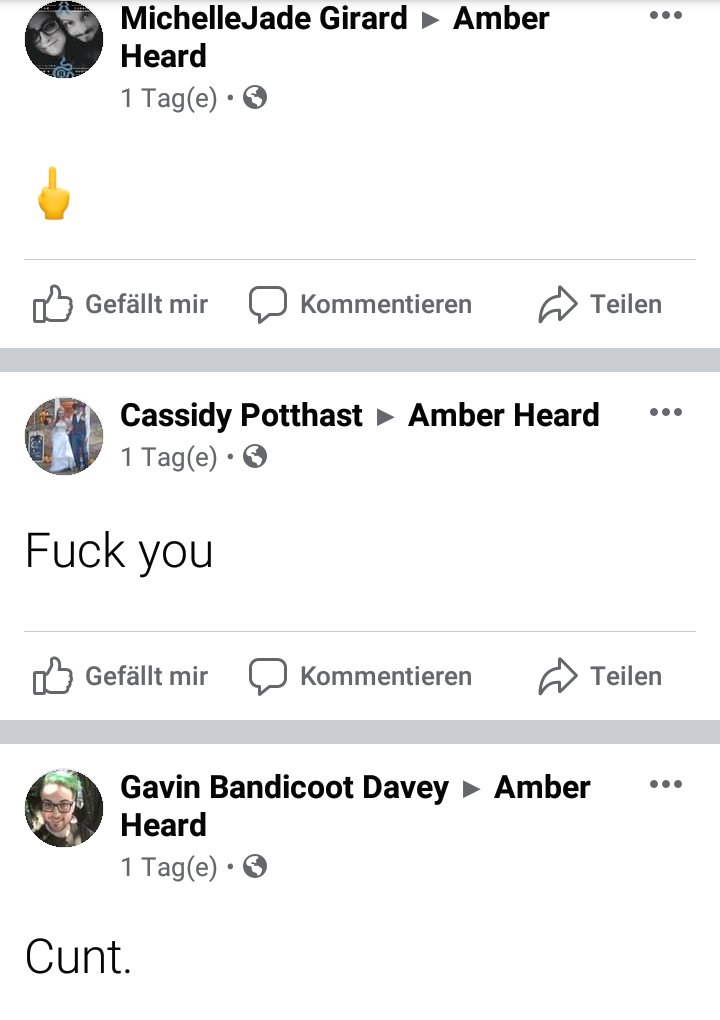 MichelleJade Girard ▶ Amber
Heard
1 Tag(e) ·
🖕
Gefällt mir Kommentieren Teilen
Cassidy Potthast ▶ Amber Heard
1 Tag(e) ·
Fuck you
Gefällt mir Kommentieren Teilen
Gavin Bandicoot Davey ▶ Amber
Heard
1 Tag(e) ·
Cunt.